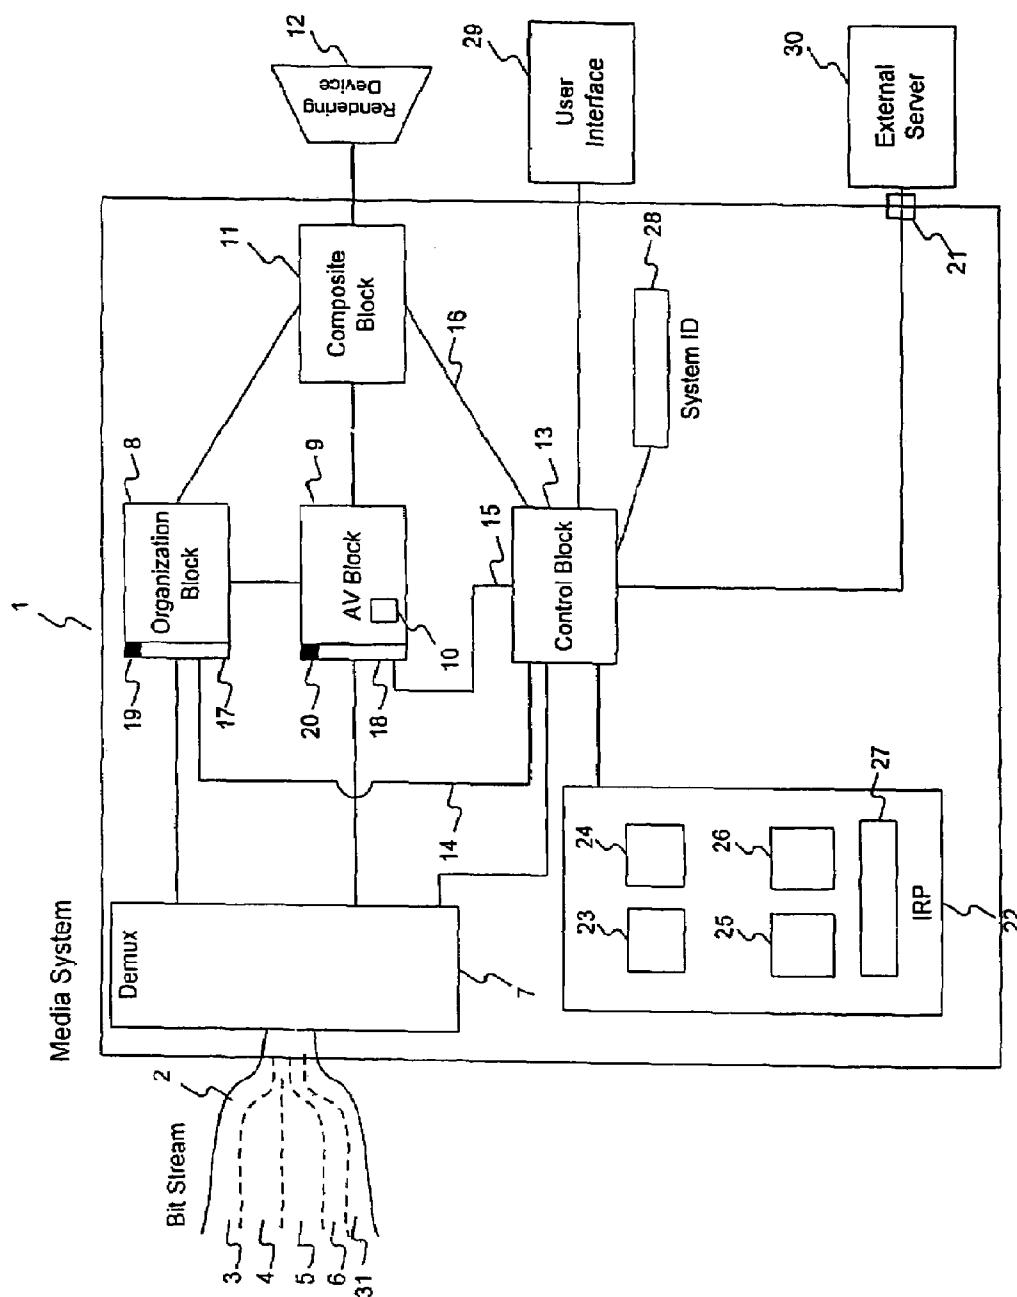 Media System
1
Bit Stream
2
3
4
5
6
31
Demux
7
19
17
Organization
Block
8
20
18
AV Block
10
9
Composite
Block
11
Rendering
Device
12
14
15
16
Control Block
13
User
Interface
29
System ID
28
External
Server
30
21
23
24
25
26
27
IRP
22